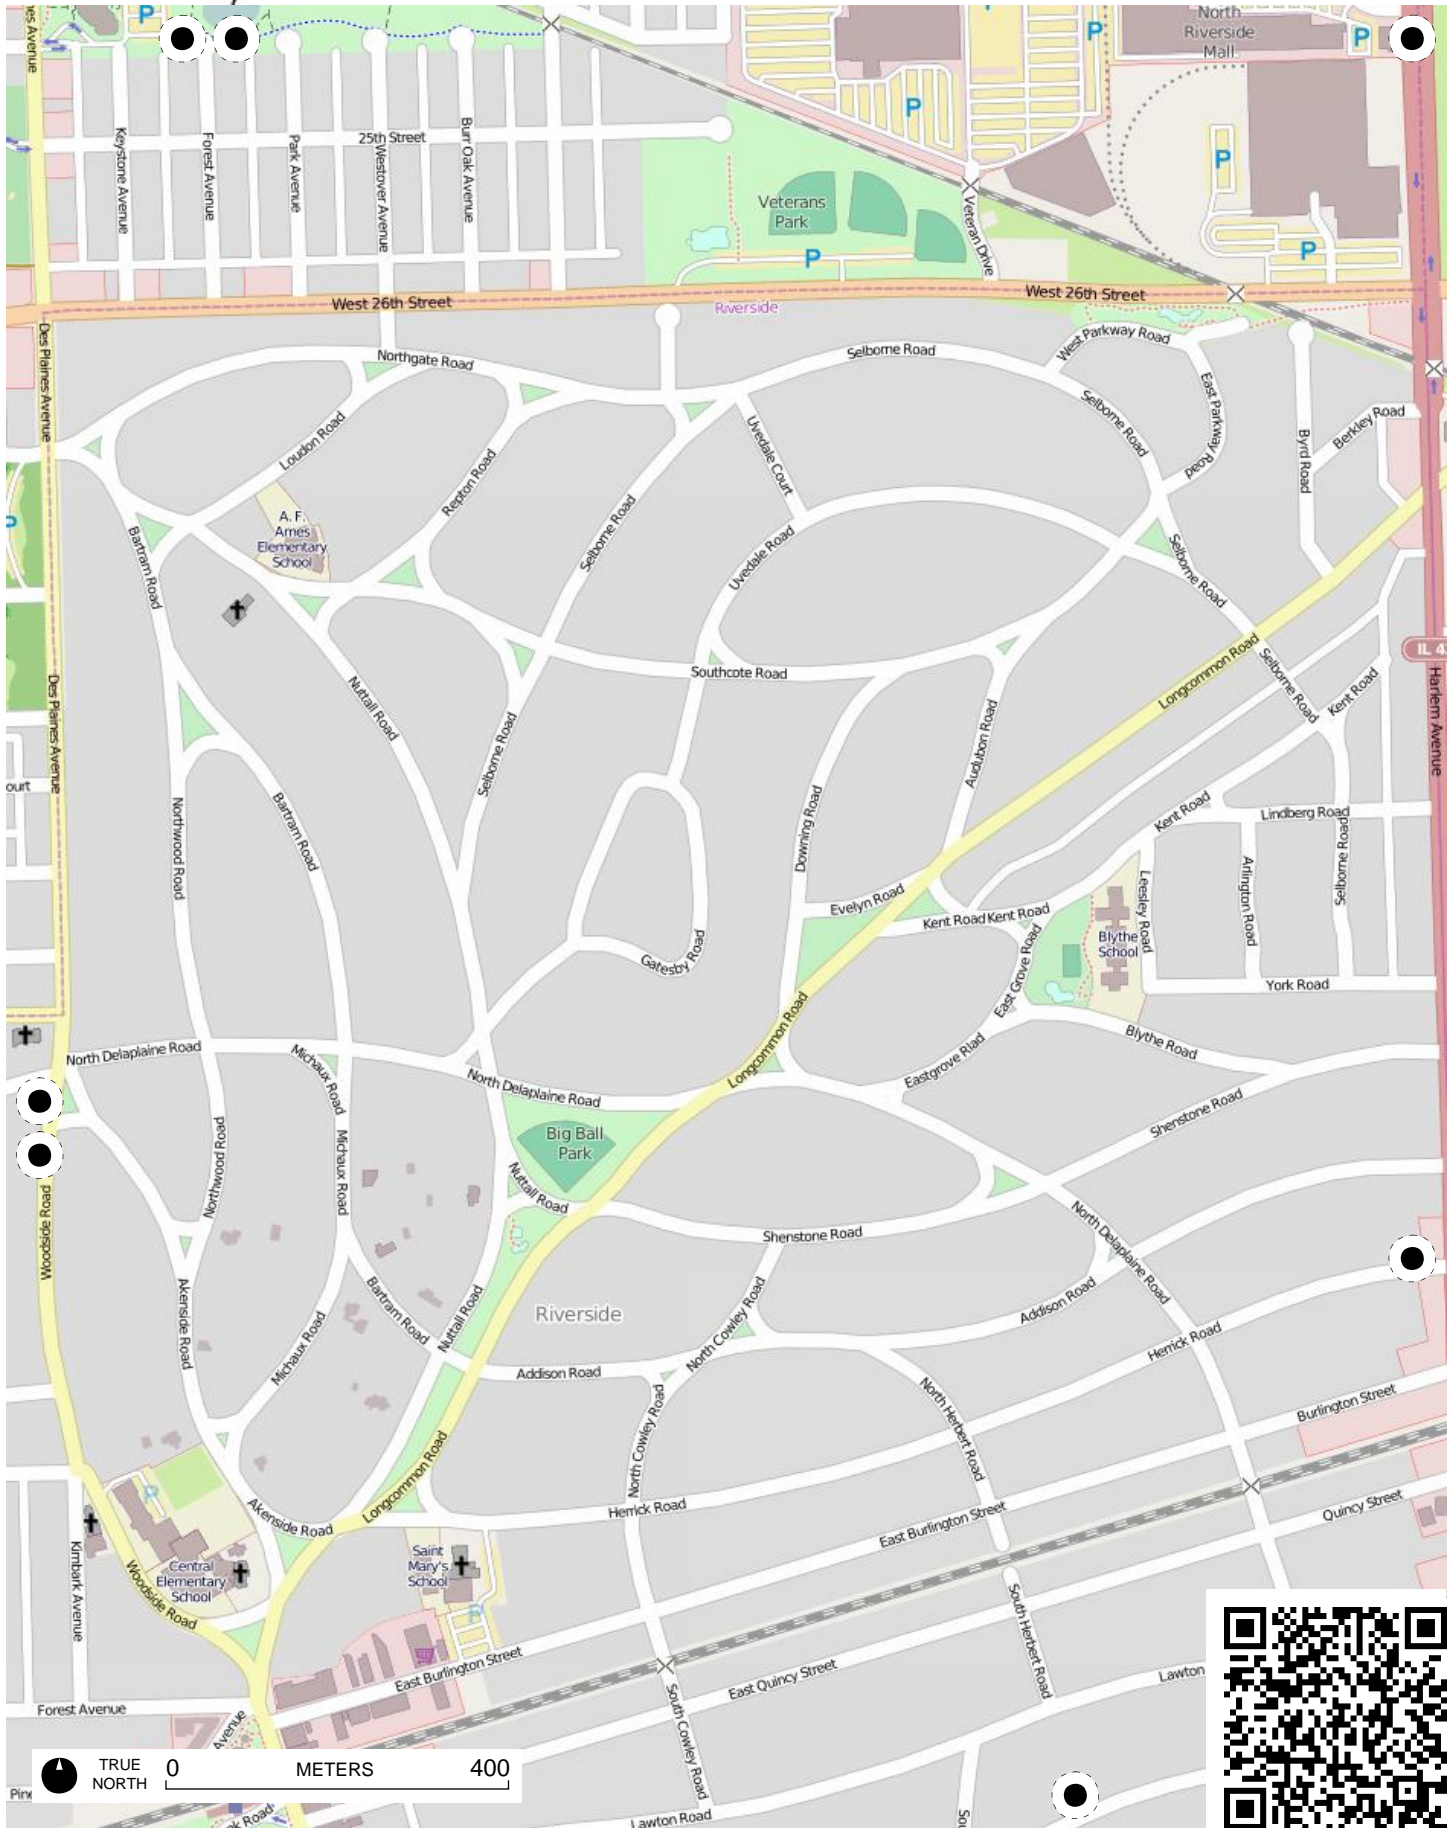 nes Avenue
P
North
Riverside
Mall
P
P
P
Keystone Avenue
Forest Avenue
Park Avenue
25th Street
Westover Avenue
Burr Oak Avenue
P
Veterans
Park
Veteran Drive
P
P
West 26th Street
Riverside
West 26th Street
Des Plaines Avenue
Northgate Road
Selborne Road
West Parkway Road
East Parkway Road
Selborne Road
Byrd Road
Berkley Road
Loudon Road
Repton Road
Uvedale Court
Selborne Road
Uvedale Road
P
A. F.
Ames
Elementary
School
Bartram Road
Selborne Road
Longcommon Road
Selborne Road
Kent Road
IL 4
Harlem Avenue
Southcote Road
Nuttall Road
Des Plaines Avenue
Selborne Road
Audubon Road
ourt
Northwood Road
Bartram Road
Downing Road
Kent Road
Lindberg Road
Selborne Road
Arlington Road
Leesley Road
Evelyn Road
Kent Road
Kent Road
Blythe
School
East Grove Road
Gatesby Road
York Road
Longcommon Road
Blythe Road
North Delaplaine Road
Michaux Road
North Delaplaine Road
Eastgrove Rlad
Shenstone Road
Big Ball
Park
Northwood Road
Michaux Road
Nuttall Road
Woodside Road
Shenstone Road
North Delaplaine Road
Akenside Road
Bartram Road
Nuttall Road
Riverside
North Cowley Road
Addison Road
Michaux Road
Herrick Road
Addison Road
North Cowley Road
North Herbert Road
Burlington Street
P
Akenside Road
Longcommon Road
Herrick Road
East Burlington Street
Quincy Street
Kimbark Avenue
Woodside Road
Central
Elementary
School
Saint
Mary's
School
P
South Herbert Road
East Burlington Street
East Quincy Street
Lawton
South Cowley Road
Forest Avenue
Avenue
TRUE
NORTH
0 METERS 400
Pine
k Road
Lawton Road
Sou